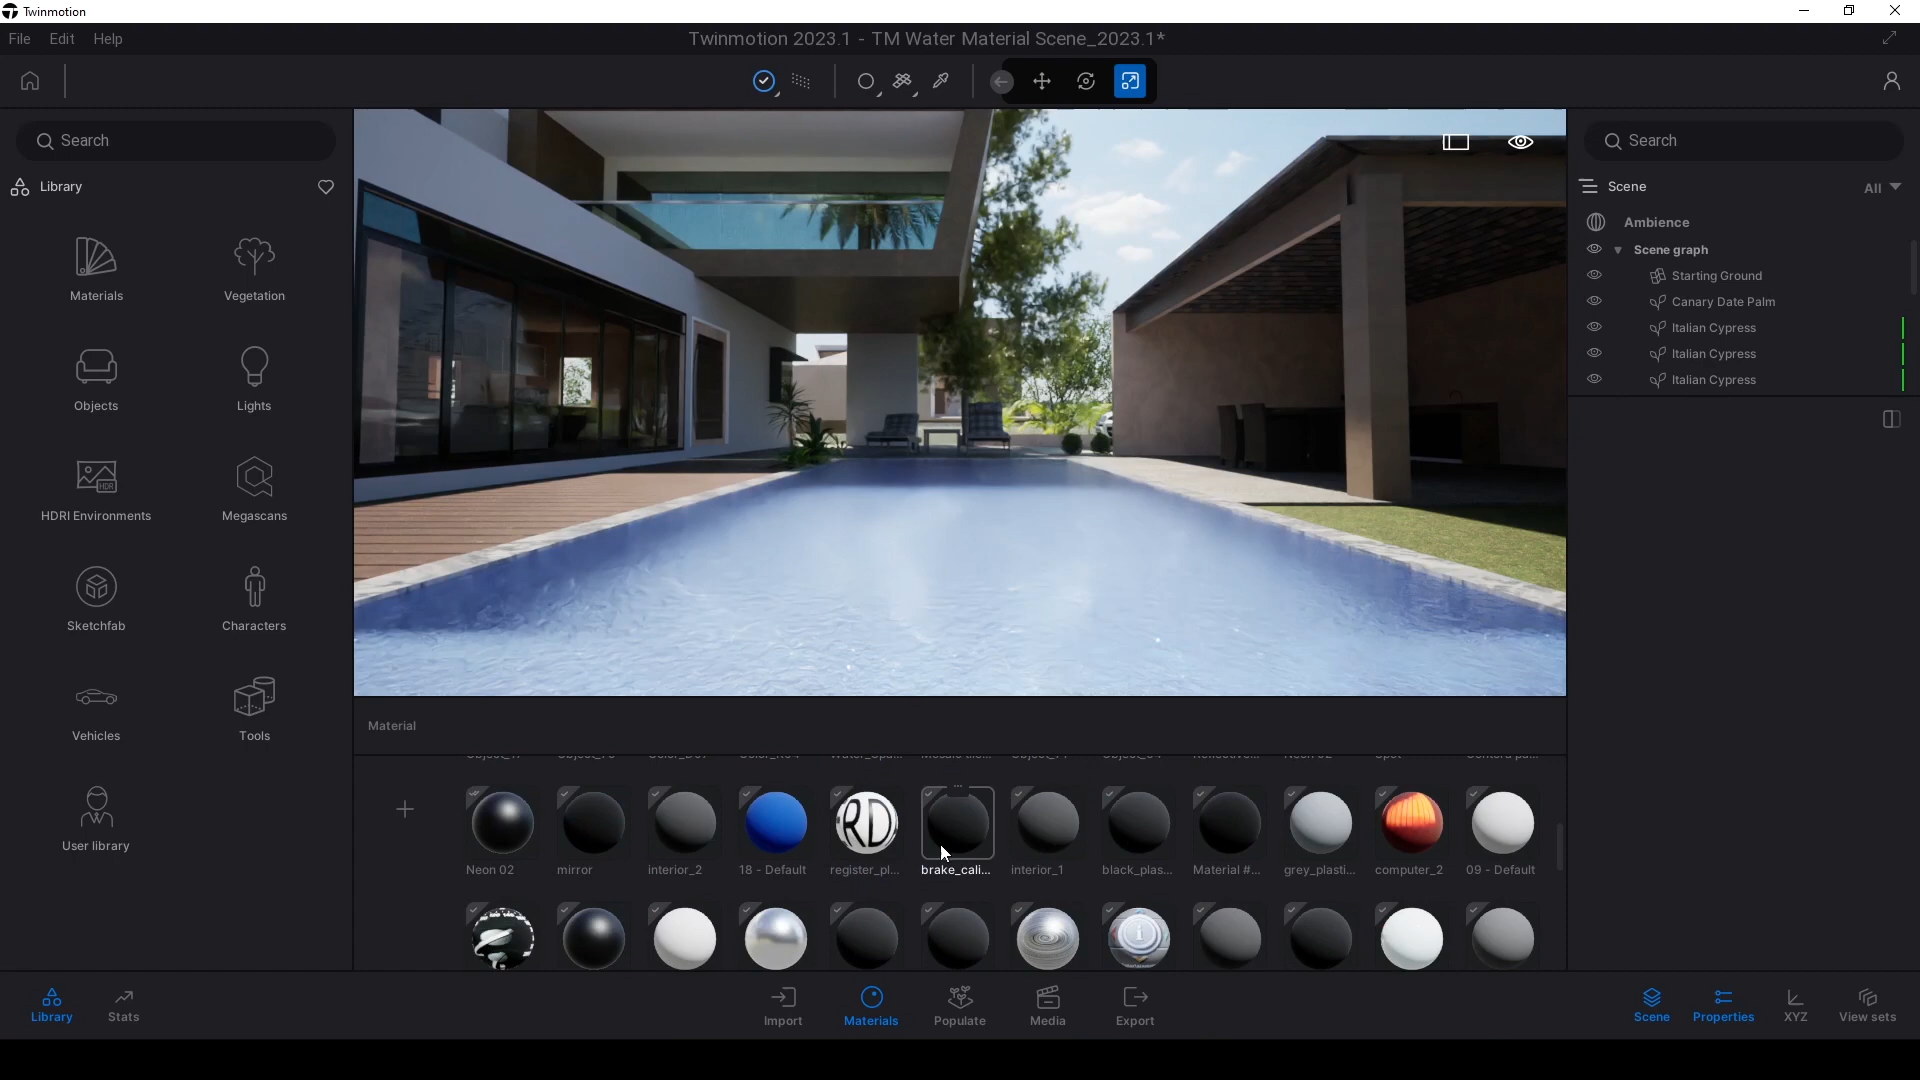 Twinmotion
File Edit Help
Twinmotion 2023.1 - TM Water Material Scene_2023.1*
Search
Library
Materials Vegetation
Objects Lights
HDR
HDRI Environments Megascans
Sketchfab Characters
Vehicles Tools
User library
Search
Scene All
Ambience
Scene graph
Starting Ground
Canary Date Palm
Italian Cypress
Italian Cypress
Italian Cypress
Material
RD
Neon 02 mirror interior_2 18 - Default register_pl... brake_cali... interior_1 black_plas... Material #... grey_plasti... computer_2 09 - Default
Library Stats Import Materials Populate Media Export Scene Properties XYZ View sets